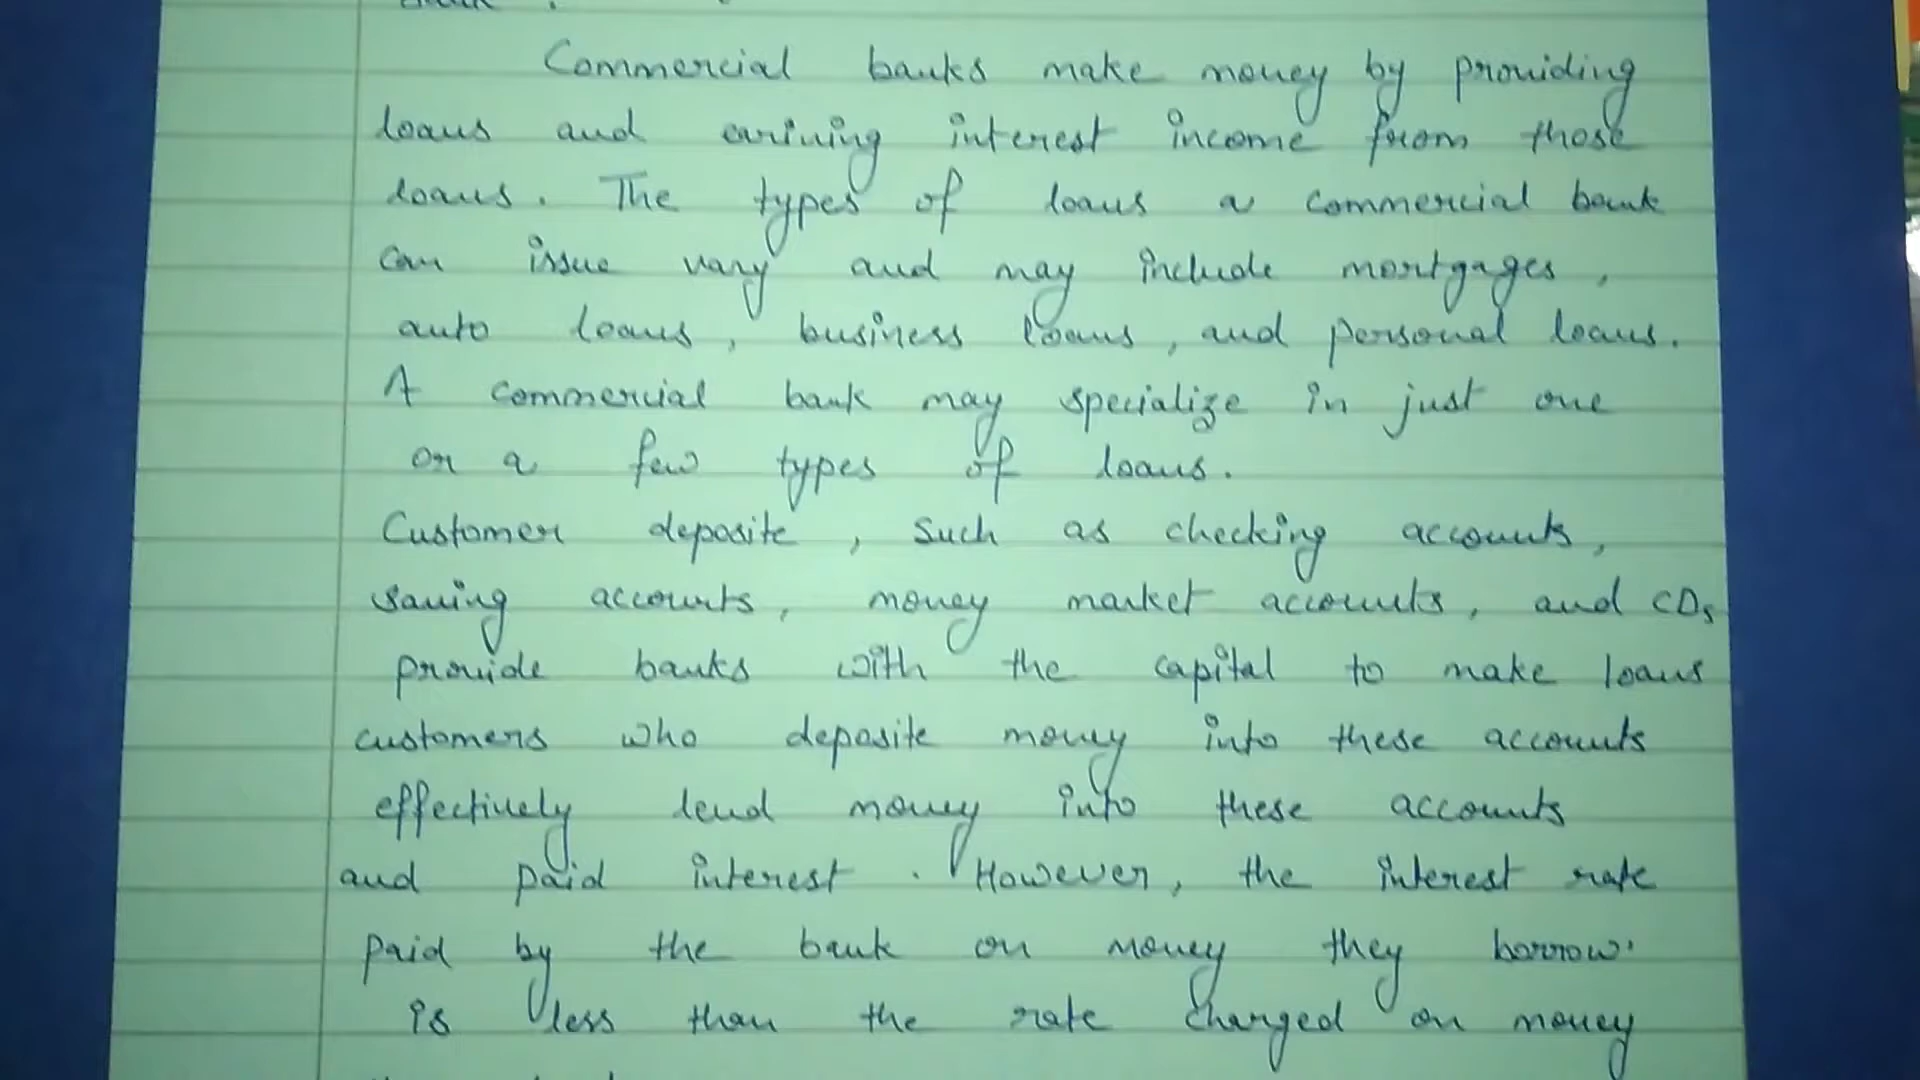 Commercial banks make money by providing
loans and earining interest income from those
loans. The types of loans a commercial bank
can issue vary and may include mortgages,
auto loans, business loans, and personal loans.
A commercial bank may specialize in just one
or a few types of loans.
Customer deposite, Such as checking accounts,
saving accounts, money market accounts, and CDs
provide banks with the capital to make loans
customers who deposite money into these accounts
effectively lend money into these accounts
and paid interest. However, the interest rate
paid by the bank on money they borrow
is less than the rate charged on money